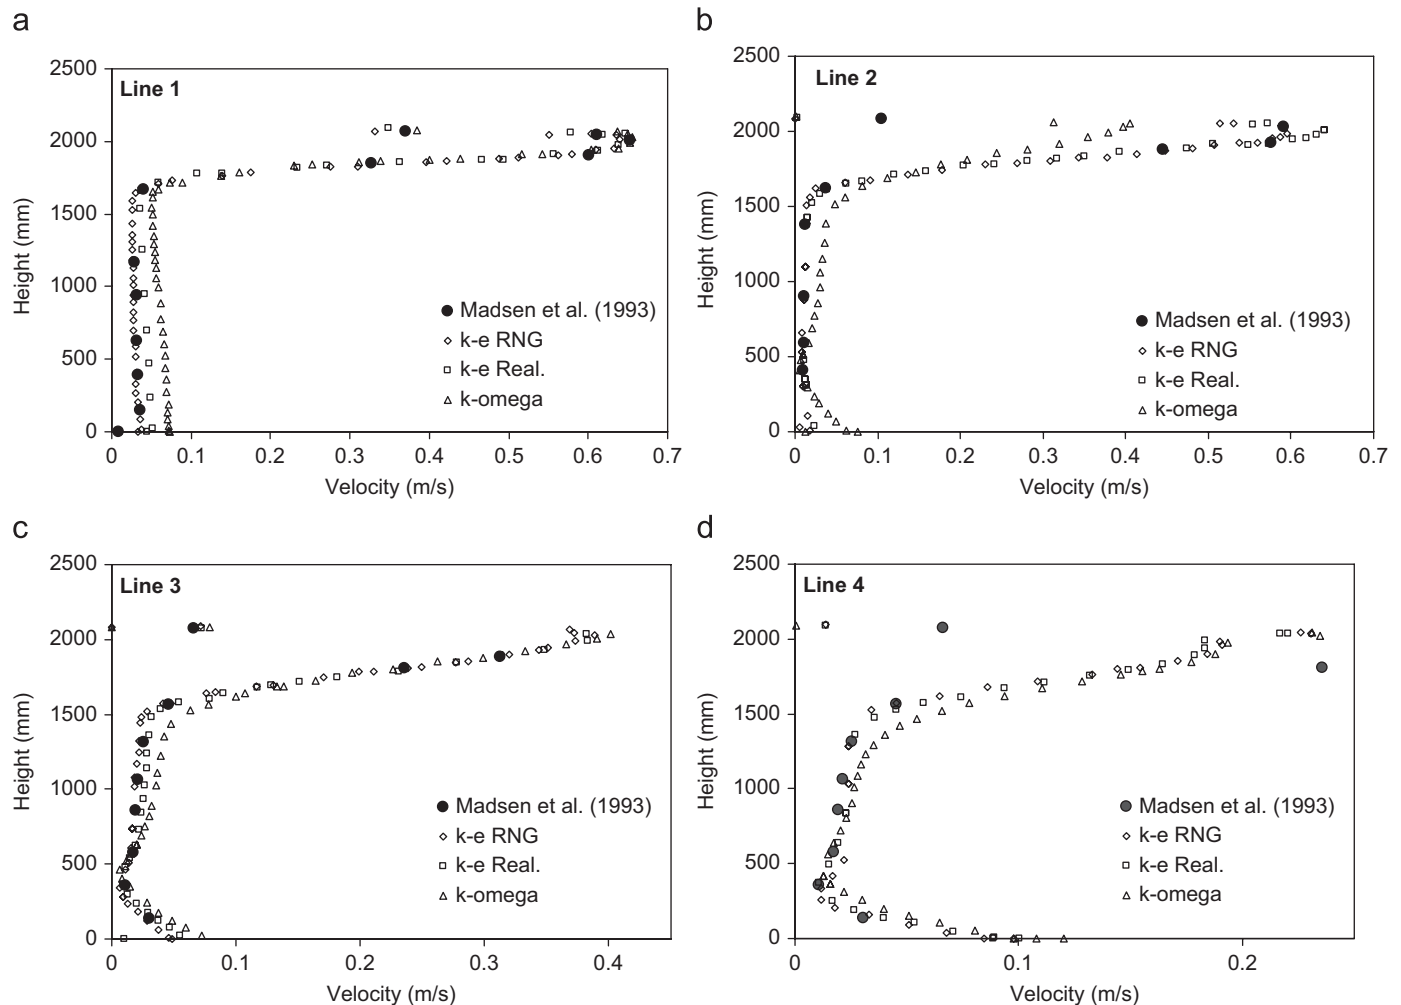 a
2500
2000
1500
1000
500
0
Height (mm)
Line 1
Madsen et al. (1993)
k-e RNG
k-e Real.
k-omega
0 0.1 0.2 0.3 0.4 0.5 0.6 0.7
Velocity (m/s)
b
2500
2000
1500
1000
500
0
Height (mm)
Line 2
Madsen et al. (1993)
k-e RNG
k-e Real.
k-omega
0 0.1 0.2 0.3 0.4 0.5 0.6 0.7
Velocity (m/s)
c
2500
2000
1500
1000
500
0
Height (mm)
Line 3
Madsen et al. (1993)
k-e RNG
k-e Real.
k-omega
0 0.1 0.2 0.3 0.4
Velocity (m/s)
d
2500
2000
1500
1000
500
0
Height (mm)
Line 4
Madsen et al. (1993)
k-e RNG
k-e Real.
k-omega
0 0.1 0.2
Velocity (m/s)